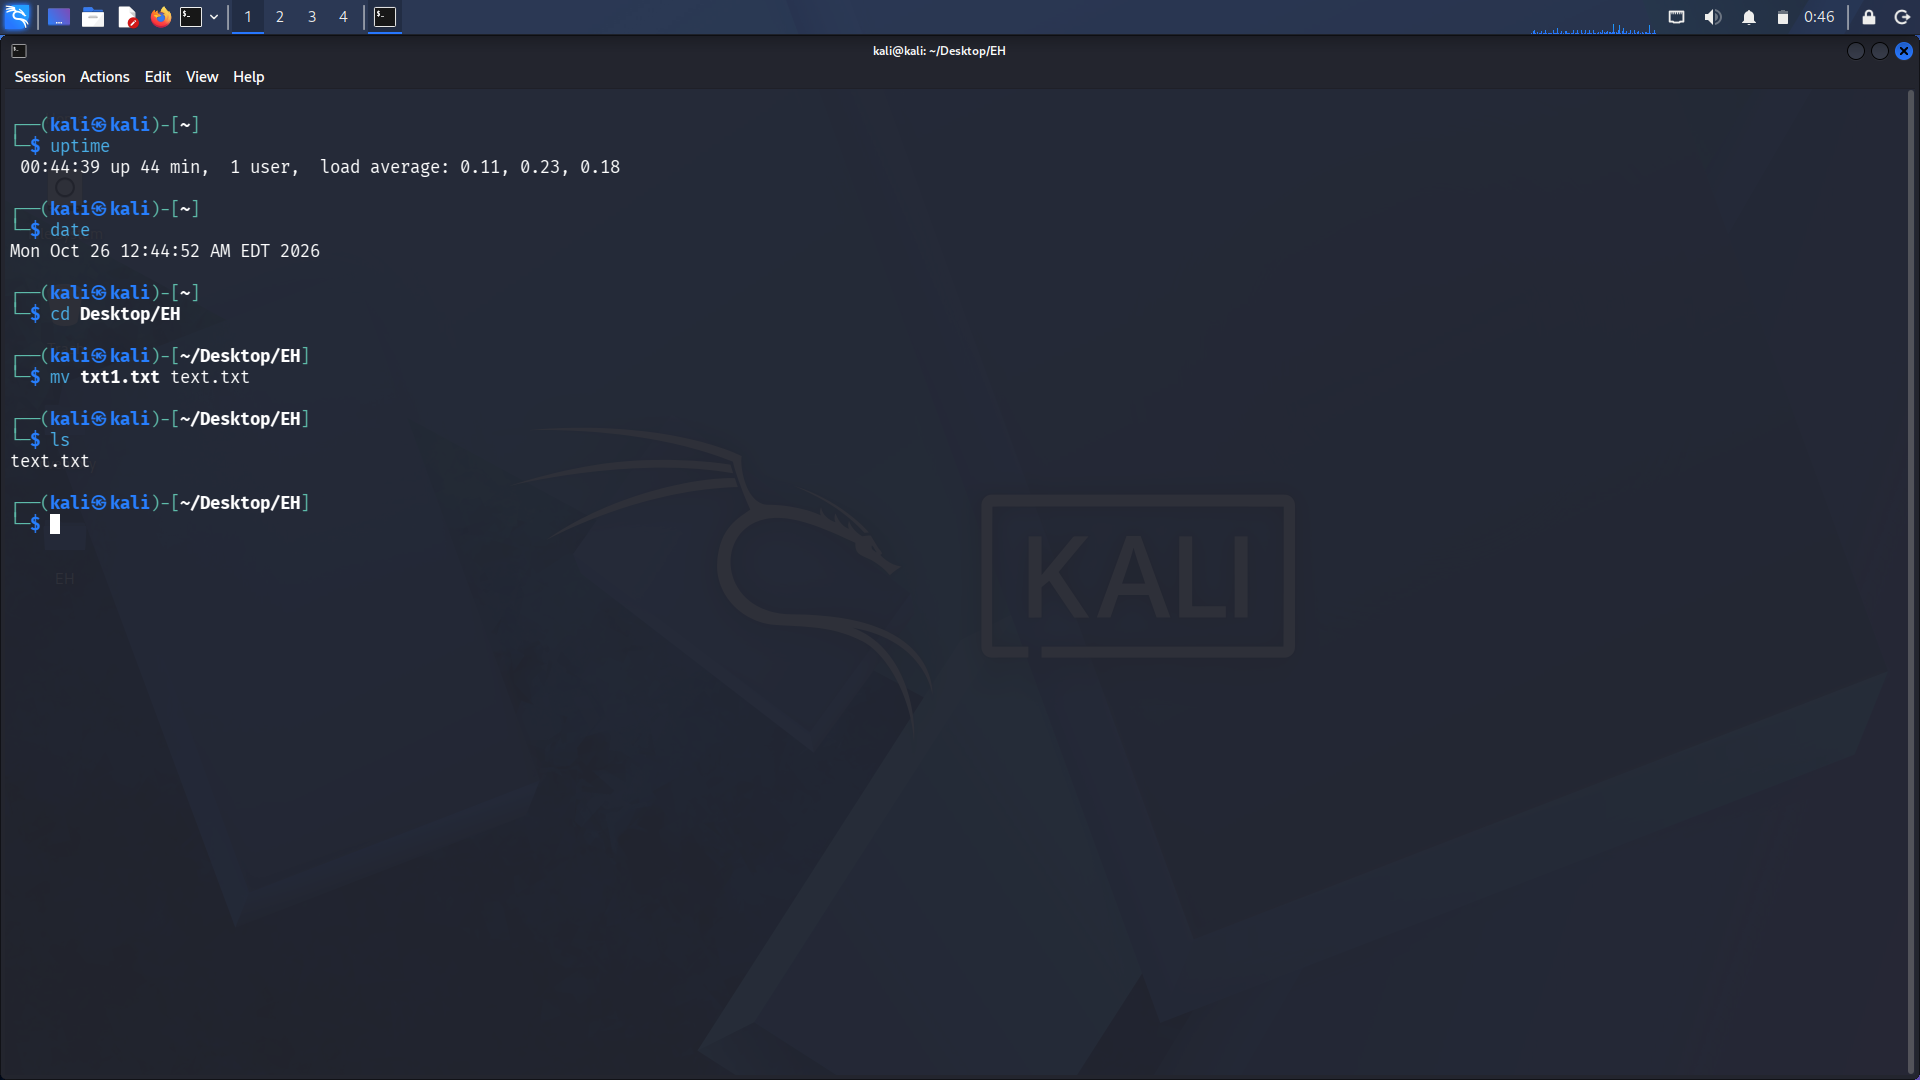 1 2 3 4 0:46
kali@kali: ~/Desktop/EH
Session Actions Edit View Help
┌──(kali㉿kali)-[~]
└─$ uptime
 00:44:39 up 44 min,  1 user,  load average: 0.11, 0.23, 0.18
┌──(kali㉿kali)-[~]
└─$ date
Mon Oct 26 12:44:52 AM EDT 2026
┌──(kali㉿kali)-[~]
└─$ cd Desktop/EH
┌──(kali㉿kali)-[~/Desktop/EH]
└─$ mv txt1.txt text.txt
┌──(kali㉿kali)-[~/Desktop/EH]
└─$ ls
text.txt
┌──(kali㉿kali)-[~/Desktop/EH]
└─$
EH
KALI